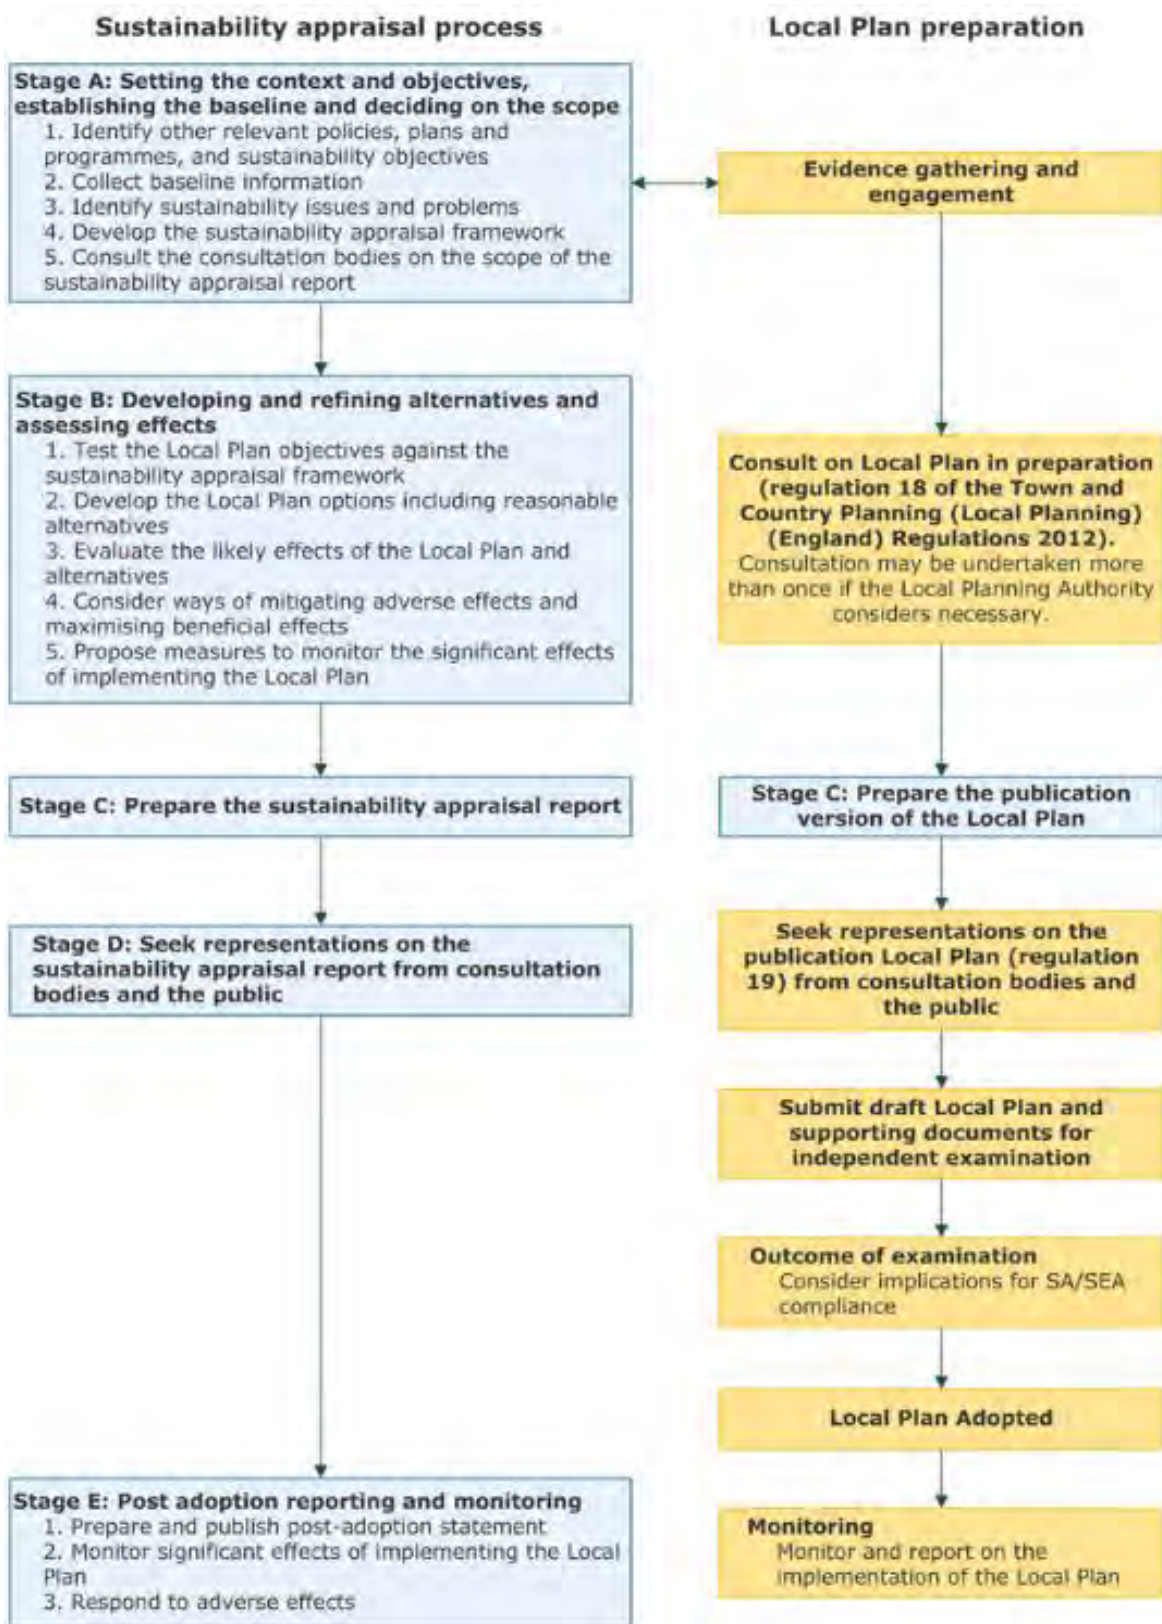 Sustainability appraisal process
Stage A: Setting the context and objectives,
establishing the baseline and deciding on the scope
1. Identify other relevant policies, plans and
programmes, and sustainability objectives
2. Collect baseline information
3. Identify sustainability issues and problems
4. Develop the sustainability appraisal framework
5. Consult the consultation bodies on the scope of the
sustainability appraisal report
Stage B: Developing and refining alternatives and
assessing effects
1. Test the Local Plan objectives against the
sustainability appraisal framework
2. Develop the Local Plan options including reasonable
alternatives
3. Evaluate the likely effects of the Local Plan and
alternatives
4. Consider ways of mitigating adverse effects and
maximising beneficial effects
5. Propose measures to monitor the significant effects
of implementing the Local Plan
Stage C: Prepare the sustainability appraisal report
Stage D: Seek representations on the
sustainability appraisal report from consultation
bodies and the public
Stage E: Post adoption reporting and monitoring
1. Prepare and publish post-adoption statement
2. Monitor significant effects of implementing the Local
Plan
3. Respond to adverse effects
Local Plan preparation
Evidence gathering and
engagement
Consult on Local Plan in preparation
(regulation 18 of the Town and
Country Planning (Local Planning)
(England) Regulations 2012).
Consultation may be undertaken more
than once if the Local Planning Authority
considers necessary.
Stage C: Prepare the publication
version of the Local Plan
Seek representations on the
publication Local Plan (regulation
19) from consultation bodies and
the public
Submit draft Local Plan and
supporting documents for
independent examination
Outcome of examination
Consider implications for SA/SEA
compliance
Local Plan Adopted
Monitoring
Monitor and report on the
implementation of the Local Plan